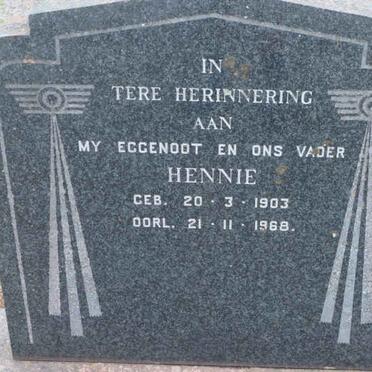 IN
TERE HERINNERING
AAN
MY EGGENOOT EN ONS VADER
HENNIE
GEB. 20 · 3 · 1903
OORL. 21 · 11 · 1968.